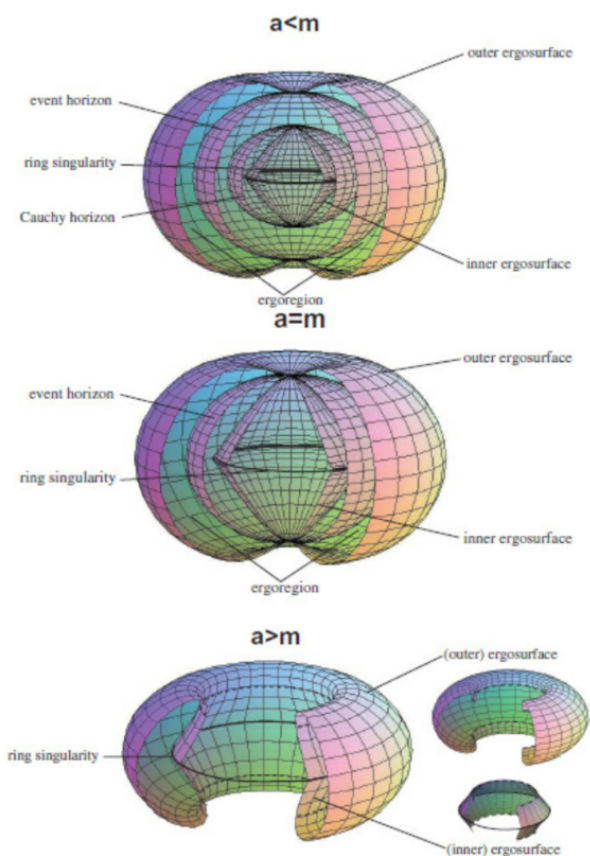 a<m
outer ergosurface
event horizon
ring singularity
Cauchy horizon
inner ergosurface
ergoregion
a=m
outer ergosurface
event horizon
ring singularity
inner ergosurface
ergoregion
a>m
(outer) ergosurface
ring singularity
(inner) ergosurface